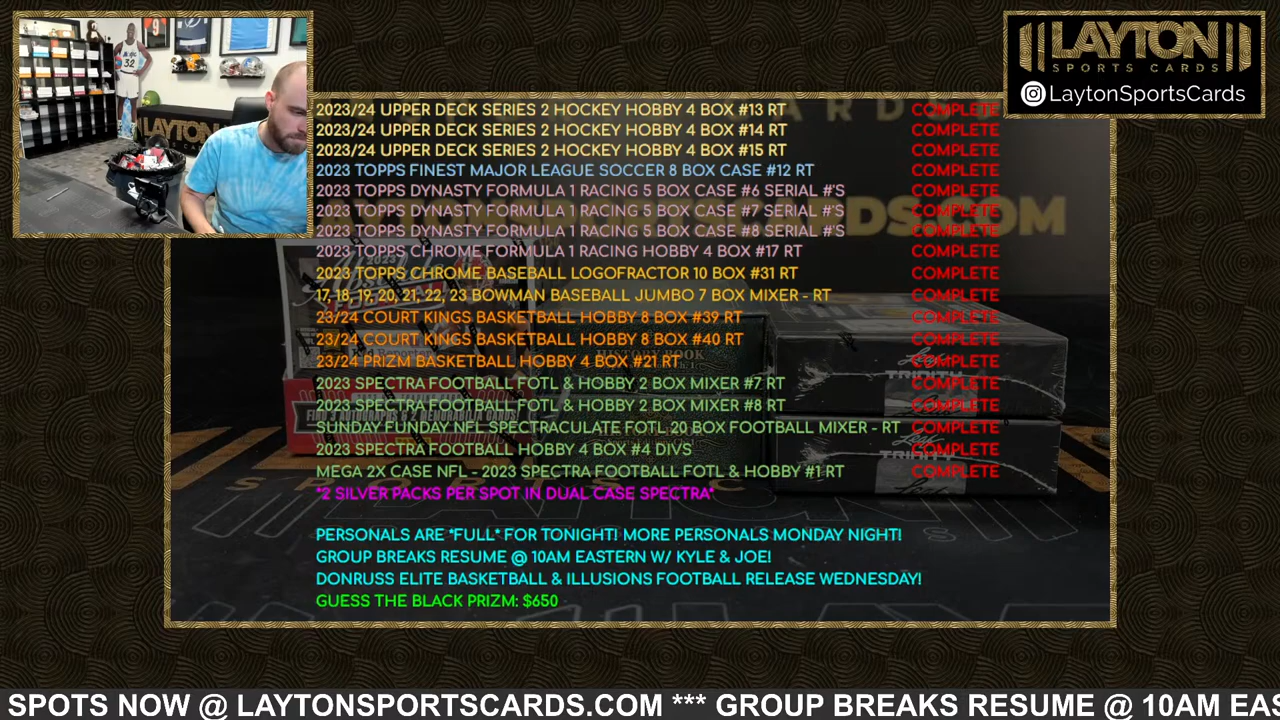 LAYTON
SPORTS CARDS
LaytonSportsCards
32
LAYTON
2023/24 UPPER DECK SERIES 2 HOCKEY HOBBY 4 BOX #13 RT COMPLETE
2023/24 UPPER DECK SERIES 2 HOCKEY HOBBY 4 BOX #14 RT COMPLETE
2023/24 UPPER DECK SERIES 2 HOCKEY HOBBY 4 BOX #15 RT COMPLETE
2023 TOPPS FINEST MAJOR LEAGUE SOCCER 8 BOX CASE #12 RT COMPLETE
2023 TOPPS DYNASTY FORMULA 1 RACING 5 BOX CASE #6 SERIAL #'S COMPLETE
2023 TOPPS DYNASTY FORMULA 1 RACING 5 BOX CASE #7 SERIAL #'S COMPLETE
2023 TOPPS DYNASTY FORMULA 1 RACING 5 BOX CASE #8 SERIAL #'S COMPLETE
2023 TOPPS CHROME FORMULA 1 RACING HOBBY 4 BOX #17 RT COMPLETE
2023 TOPPS CHROME BASEBALL LOGOFRACTOR 10 BOX #31 RT COMPLETE
17, 18, 19, 20, 21, 22, 23 BOWMAN BASEBALL JUMBO 7 BOX MIXER - RT COMPLETE
23/24 COURT KINGS BASKETBALL HOBBY 8 BOX #39 RT COMPLETE
23/24 COURT KINGS BASKETBALL HOBBY 8 BOX #40 RT COMPLETE
23/24 PRIZM BASKETBALL HOBBY 4 BOX #21 RT COMPLETE
2023 SPECTRA FOOTBALL FOTL & HOBBY 2 BOX MIXER #7 RT COMPLETE
2023 SPECTRA FOOTBALL FOTL & HOBBY 2 BOX MIXER #8 RT COMPLETE
SUNDAY FUNDAY NFL SPECTRACULATE FOTL 20 BOX FOOTBALL MIXER - RT COMPLETE
2023 SPECTRA FOOTBALL HOBBY 4 BOX #4 DIVS COMPLETE
MEGA 2X CASE NFL - 2023 SPECTRA FOOTBALL FOTL & HOBBY #1 RT COMPLETE
*2 SILVER PACKS PER SPOT IN DUAL CASE SPECTRA*
PERSONALS ARE *FULL* FOR TONIGHT! MORE PERSONALS MONDAY NIGHT!
GROUP BREAKS RESUME @ 10AM EASTERN W/ KYLE & JOE!
DONRUSS ELITE BASKETBALL & ILLUSIONS FOOTBALL RELEASE WEDNESDAY!
GUESS THE BLACK PRIZM: $650
SPOTS NOW @ LAYTONSPORTSCARDS.COM *** GROUP BREAKS RESUME @ 10AM EAS